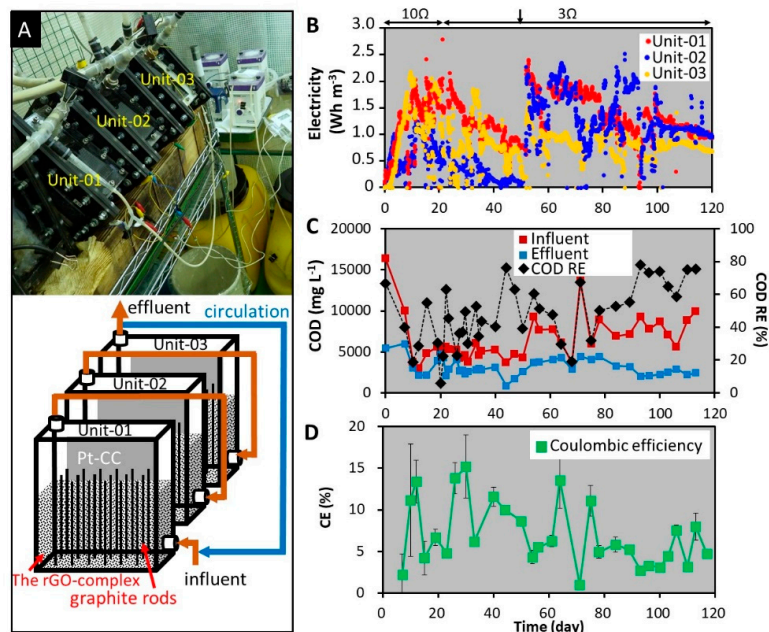 A
Unit-03
Unit-02
Unit-01
effluent
circulation
Unit-03
Unit-02
Unit-01
Pt-CC
The rGO-complex
graphite rods
influent
B
10Ω
3Ω
Electricity
(Wh m-3)
3.0
2.5
2.0
1.5
1.0
0.5
0
Unit-01
Unit-02
Unit-03
0 20 40 60 80 100 120
C
COD (mg L-1)
20000
15000
10000
5000
0
Influent
Effluent
COD RE
100
80
60
40
20
0
COD RE (%)
0 20 40 60 80 100 120
D
CE (%)
20
15
10
5
0
Coulombic efficiency
0 20 40 60 80 100 120
Time (day)